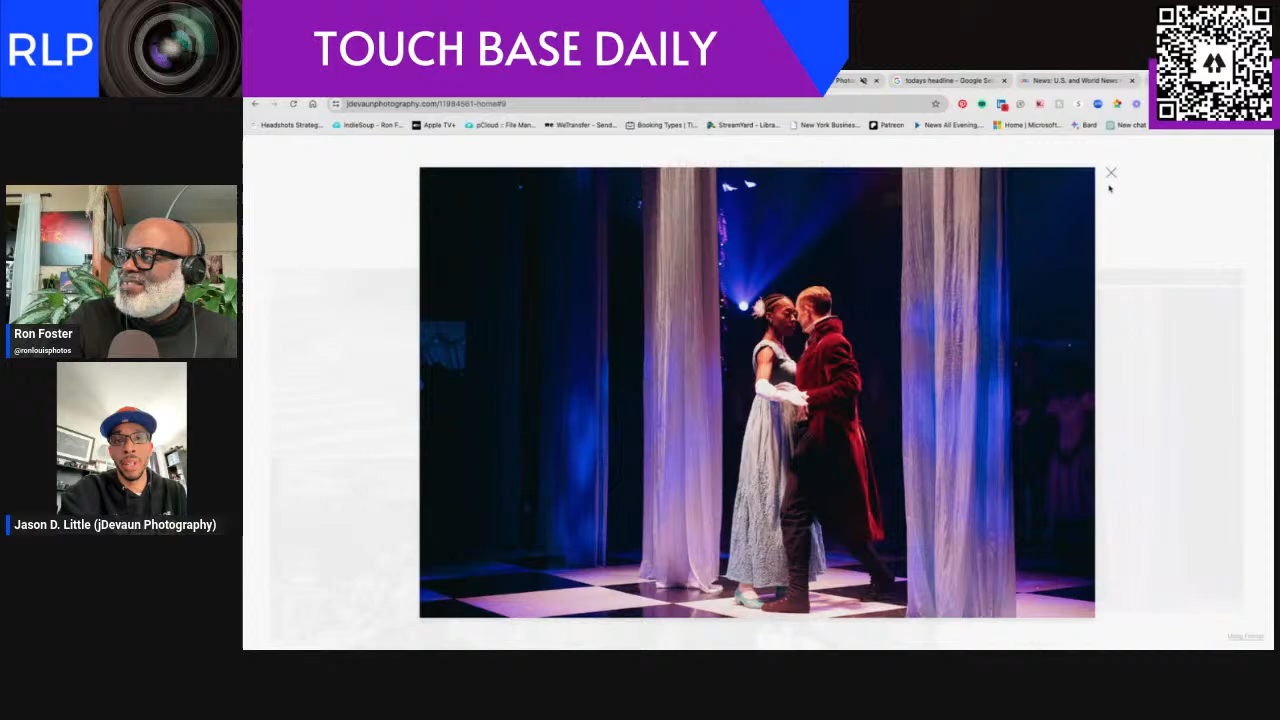 RLP
TOUCH BASE DAILY
todays headline - Google Se
News: U.S. and World News
jdevaunphotography.com/11984561-home#9
Headshots Strateg...
IndieSoup - Ron F...
Apple TV+
pCloud :: File Man...
WeTransfer - Send...
Booking Types | Ti...
StreamYard - Libra...
New York Busines...
Patreon
News All Evening,...
Home | Microsoft...
Bard
New chat
Ron Foster
@ronlouisphotos
Jason D. Little (jDevaun Photography)